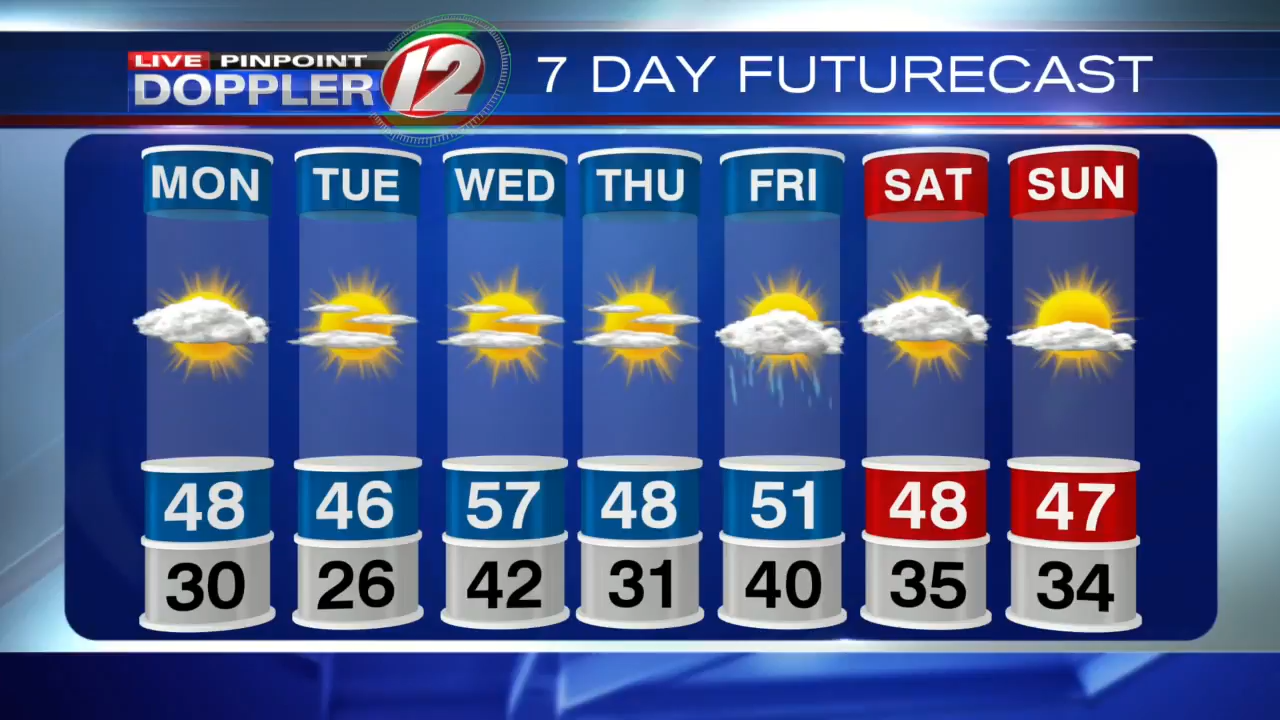 LIVE PINPOINT
DOPPLER 12
7 DAY FUTURECAST
MON TUE WED THU FRI SAT SUN
48 46 57 48 51 48 47
30 26 42 31 40 35 34